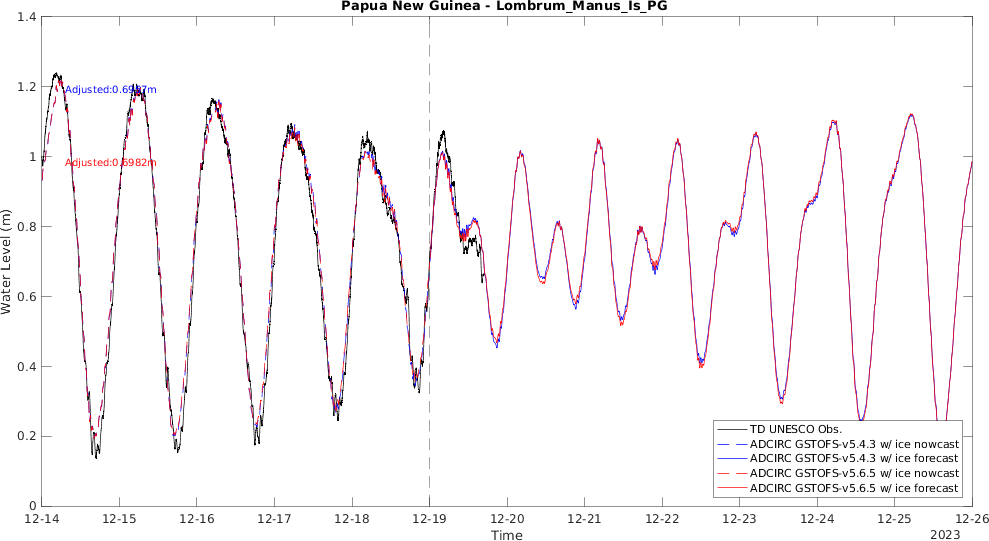 Papua New Guinea - Lombrum_Manus_Is_PG
1.4
1.2
1
0.8
0.6
0.4
0.2
0
Water Level (m)
Adjusted:0.6982m
TD UNESCO Obs.
ADCIRC GSTOFS-v5.4.3 w/ ice nowcast
ADCIRC GSTOFS-v5.4.3 w/ ice forecast
ADCIRC GSTOFS-v5.6.5 w/ ice nowcast
ADCIRC GSTOFS-v5.6.5 w/ ice forecast
12-14 12-15 12-16 12-17 12-18 12-19 12-20 12-21 12-22 12-23 12-24 12-25 12-26
Time
2023